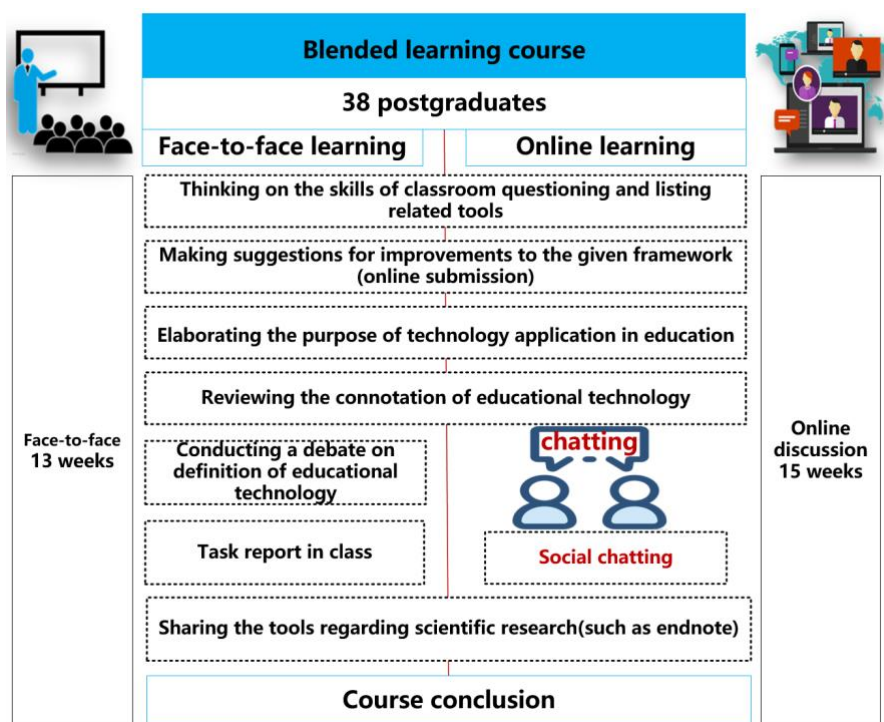 Blended learning course
38 postgraduates
Face-to-face learning
Online learning
Thinking on the skills of classroom questioning and listing
related tools
Making suggestions for improvements to the given framework
(online submission)
Elaborating the purpose of technology application in education
Reviewing the connotation of educational technology
Face-to-face
13 weeks
Conducting a debate on
definition of educational
technology
Task report in class
chatting
Social chatting
Online
discussion
15 weeks
Sharing the tools regarding scientific research(such as endnote)
Course conclusion